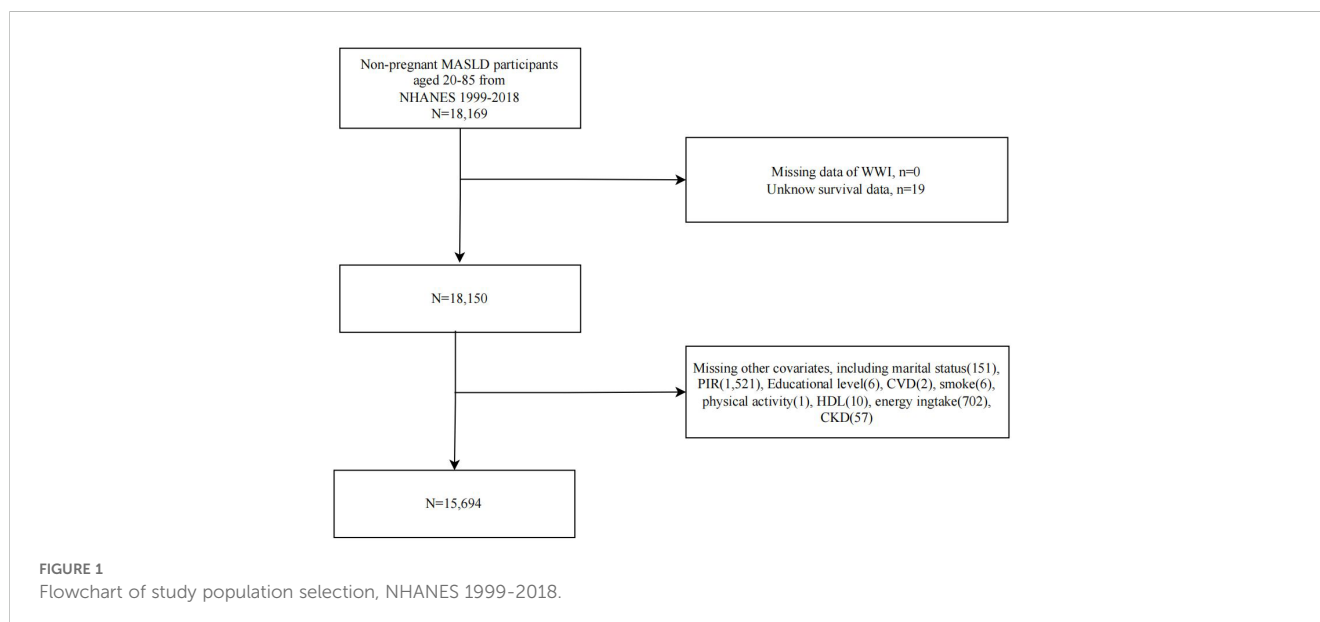 Non-pregnant MASLD participants
aged 20-85 from
NHANES 1999-2018
N=18,169
Missing data of WWI, n=0
Unknow survival data, n=19
N=18,150
Missing other covariates, including marital status(151),
PIR(1,521), Educational level(6), CVD(2), smoke(6),
physical activity(1), HDL(10), energy ingtake(702),
CKD(57)
N=15,694
FIGURE 1
Flowchart of study population selection, NHANES 1999-2018.